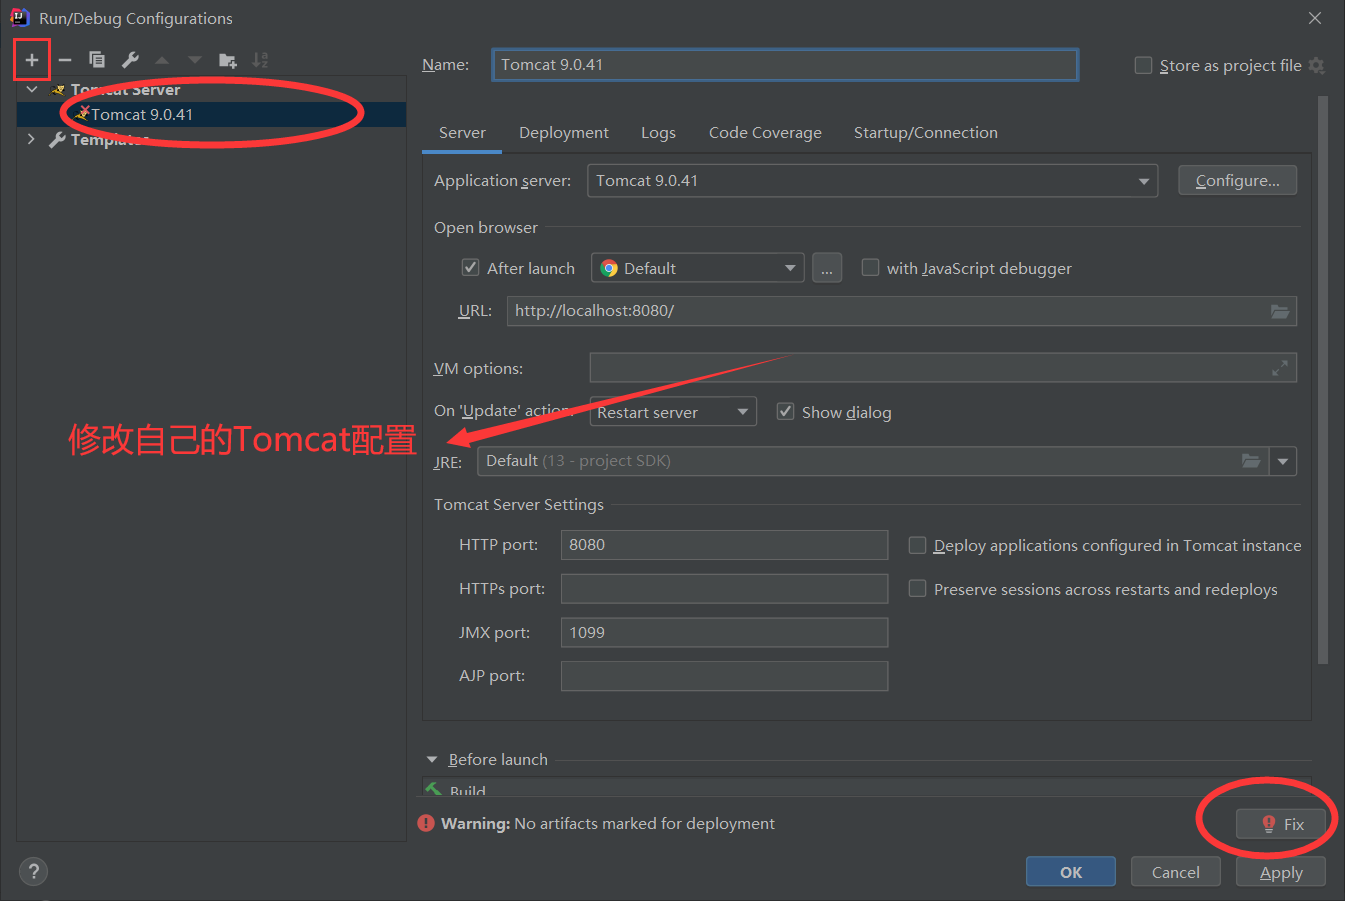 Run/Debug Configurations
Name: Tomcat 9.0.41
Store as project file
Tomcat Server
Tomcat 9.0.41
Templates
Server Deployment Logs Code Coverage Startup/Connection
Application server: Tomcat 9.0.41 Configure...
Open browser
After launch Default ... with JavaScript debugger
URL: http://localhost:8080/
VM options:
On 'Update' action: Restart server Show dialog
修改自己的Tomcat配置
JRE: Default (13 - project SDK)
Tomcat Server Settings
HTTP port: 8080 Deploy applications configured in Tomcat instance
HTTPs port: Preserve sessions across restarts and redeploys
JMX port: 1099
AJP port:
Before launch
Build
Warning: No artifacts marked for deployment Fix
? OK Cancel Apply